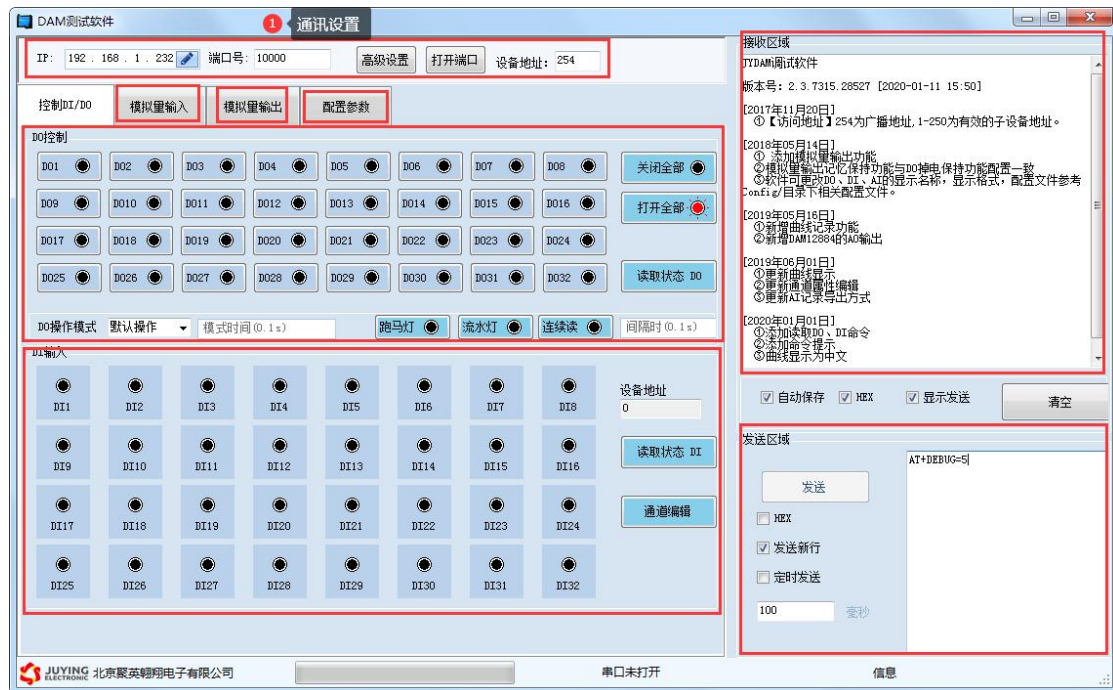 DAM测试软件
1 通讯设置
IP: 192 . 168 . 1 . 232 端口号: 10000 高级设置 打开端口 设备地址: 254
控制DI/DO 模拟量输入 模拟量输出 配置参数
DO控制
DO1 DO2 DO3 DO4 DO5 DO6 DO7 DO8 关闭全部
DO9 DO10 DO11 DO12 DO13 DO14 DO15 DO16 打开全部
DO17 DO18 DO19 DO20 DO21 DO22 DO23 DO24
DO25 DO26 DO27 DO28 DO29 DO30 DO31 DO32 读取状态 DO
DO操作模式 默认操作 模式时间(0.1s) 跑马灯 流水灯 连续读 间隔时(0.1s)
DI输入
DI1 DI2 DI3 DI4 DI5 DI6 DI7 DI8
设备地址
0
DI9 DI10 DI11 DI12 DI13 DI14 DI15 DI16
读取状态 DI
DI17 DI18 DI19 DI20 DI21 DI22 DI23 DI24
通道编辑
DI25 DI26 DI27 DI28 DI29 DI30 DI31 DI32
接收区域
JYDAM调试软件
版本号: 2.3.7315.28527 [2020-01-11 15:50]
[2017年11月20日]
①【访问地址】254为广播地址,1-250为有效的子设备地址。
[2018年05月14日]
① 添加模拟量输出功能
②模拟量输出记忆保持功能与DO掉电保持功能配置一致
③软件可更改DO、DI、AI的显示名称，显示格式，配置文件参考
Config/目录下相关配置文件。
[2019年05月16日]
①新增曲线记录功能
②新增DAM12884的AO输出
[2019年06月01日]
①更新曲线显示
②更新通道属性编辑
③更新AI记录导出方式
[2020年01月01日]
①添加读取DO、DI命令
②添加命令提示
③曲线显示为中文
自动保存 HEX 显示发送 清空
发送区域
AT+DEBUG=5
发送
HEX
发送新行
定时发送
100 毫秒
JUYING ELECTRONIC 北京聚英翱翔电子有限公司 串口未打开 信息